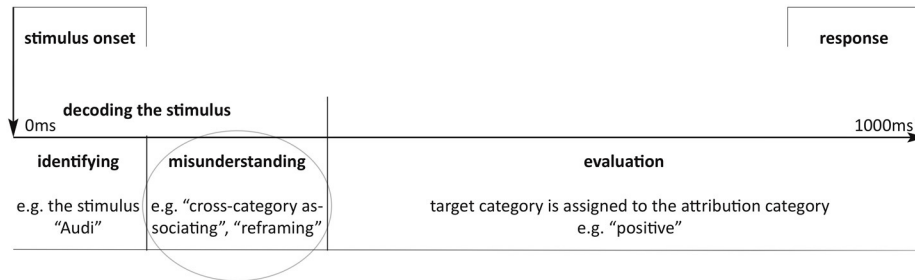 stimulus onset
response
decoding the stimulus
0ms
1000ms
identifying
misunderstanding
evaluation
e.g. the stimulus
“Audi”
e.g. “cross-category as-
sociating”, “reframing”
target category is assigned to the attribution category
e.g. “positive”